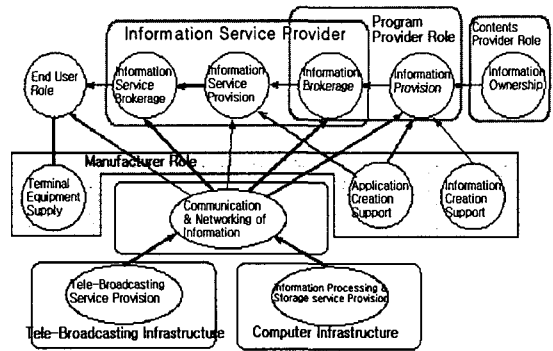 Information Service Provider
Program
Provider Role
Contents
Provider Role
End User
Role
Information
Service
Brokerage
Information
Service
Provision
Information
Brokerage
Information
Provision
Information
Ownership
Manufacturer Role
Terminal
Equipment
Supply
Communication
& Networking of
Information
Application
Creation
Support
Information
Creation
Support
Tele-Broadcasting
Service Provision
Information Processing &
Storage service Provision
Tele-Broadcasting Infrastructure
Computer Infrastructure